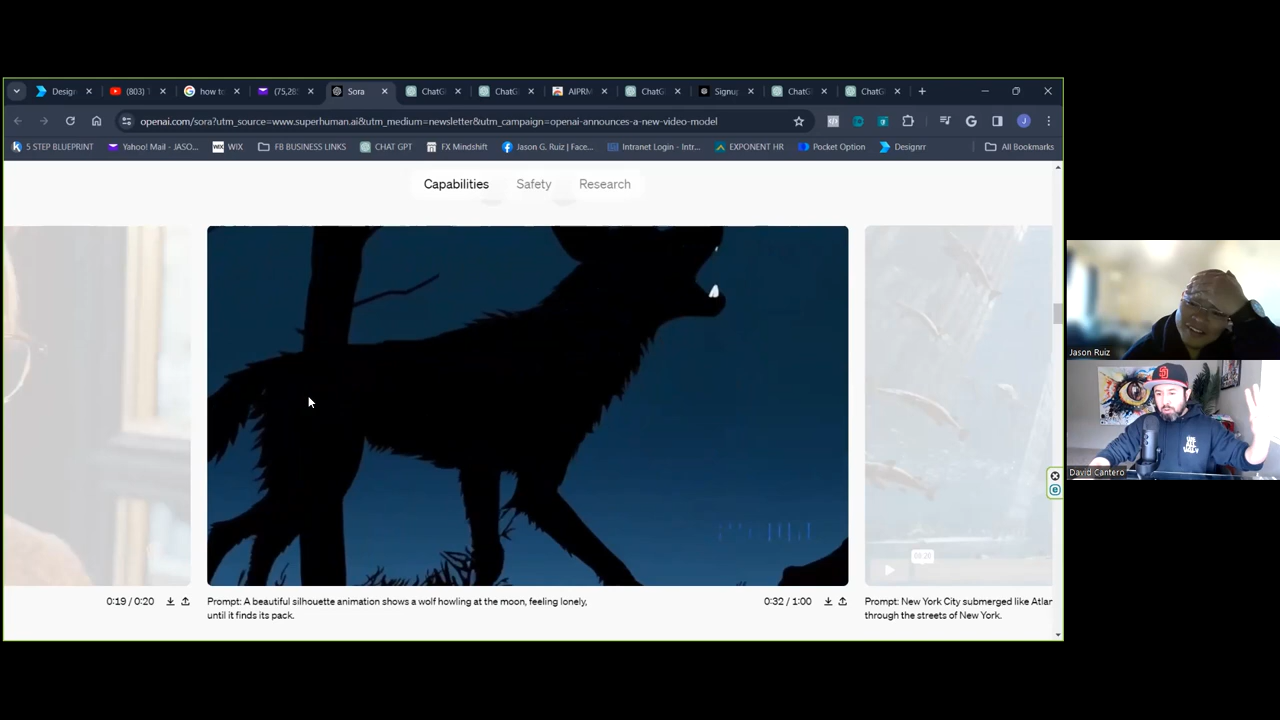 Design
(803)
how to
(75,28
Sora
ChatG
ChatG
AIPRM
ChatG
Signup
ChatG
ChatG
openai.com/sora?utm_source=www.superhuman.ai&utm_medium=newsletter&utm_campaign=openai-announces-a-new-video-model
5 STEP BLUEPRINT
Yahoo! Mail - JASO...
WIX
FB BUSINESS LINKS
CHAT GPT
FX Mindshift
Jason G. Ruiz | Face...
Intranet Login - Intr...
EXPONENT HR
Pocket Option
Designrr
All Bookmarks
Capabilities Safety Research
00:20
0:19 / 0:20
Prompt: A beautiful silhouette animation shows a wolf howling at the moon, feeling lonely,
until it finds its pack.
0:32 / 1:00
Prompt: New York City submerged like Atlan
through the streets of New York.
Jason Ruiz
David Cantero